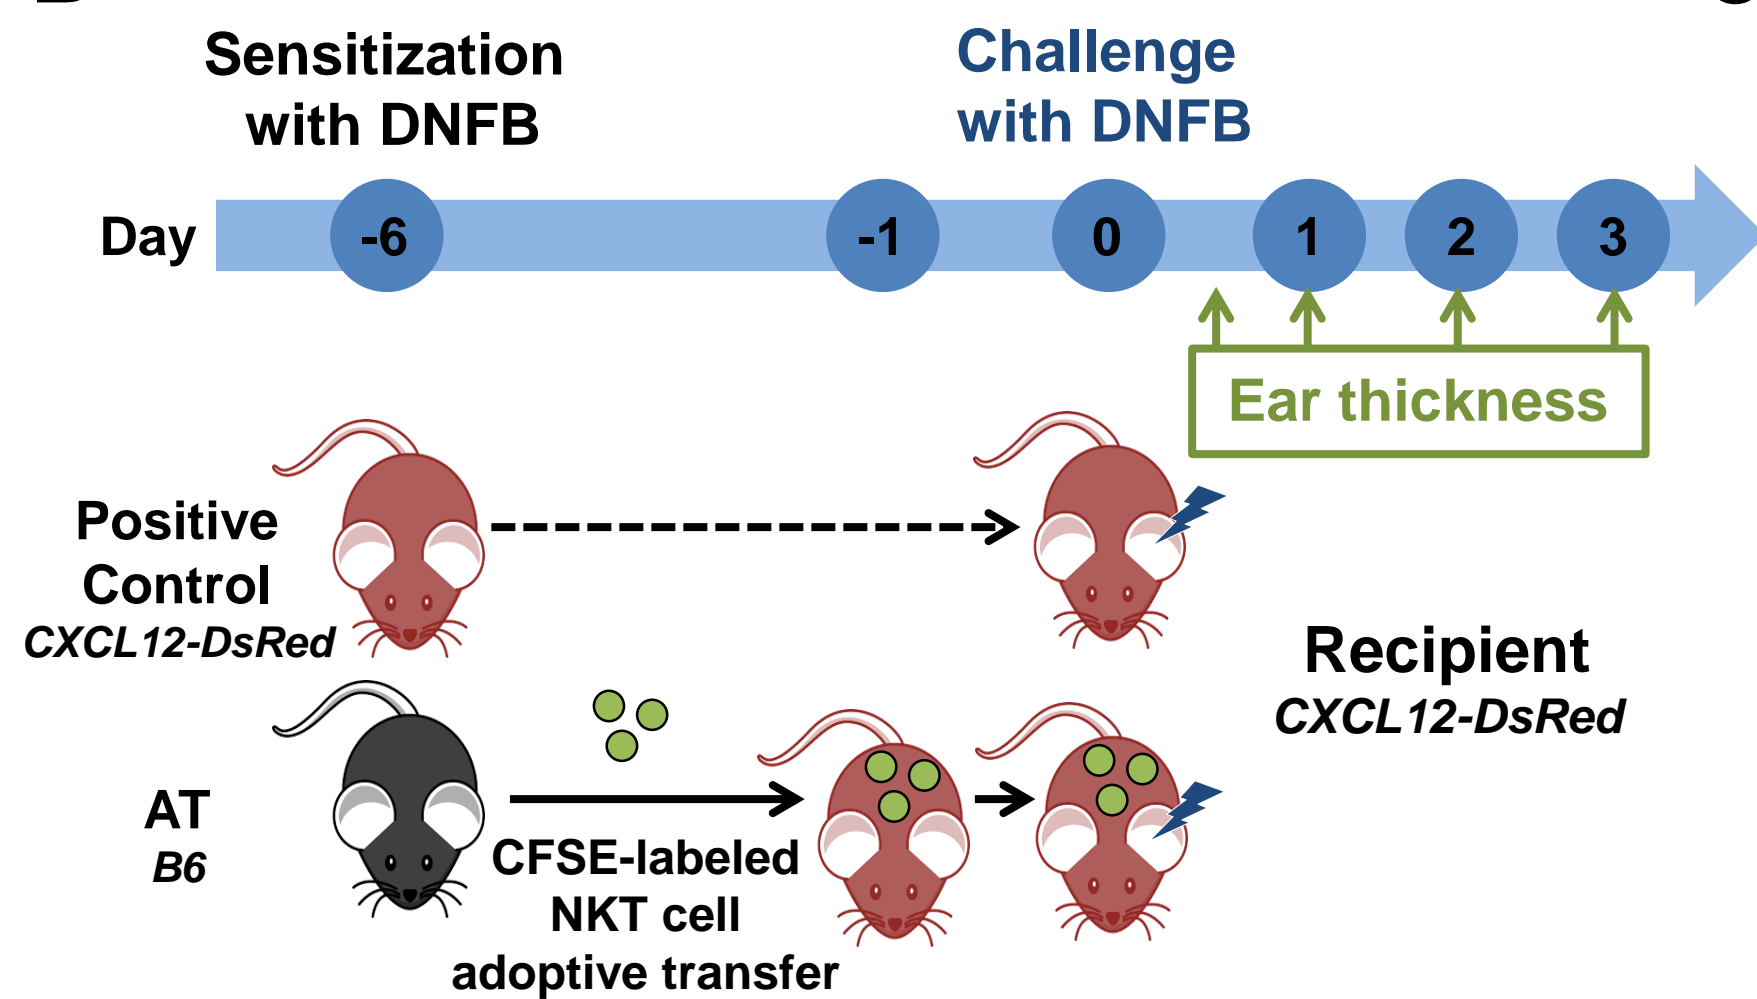 Sensitization
with DNFB
Challenge
with DNFB
Day
-6
-1
0
1
2
3
Ear thickness
Positive
Control
CXCL12-DsRed
Recipient
CXCL12-DsRed
AT
B6
CFSE-labeled
NKT cell
adoptive transfer